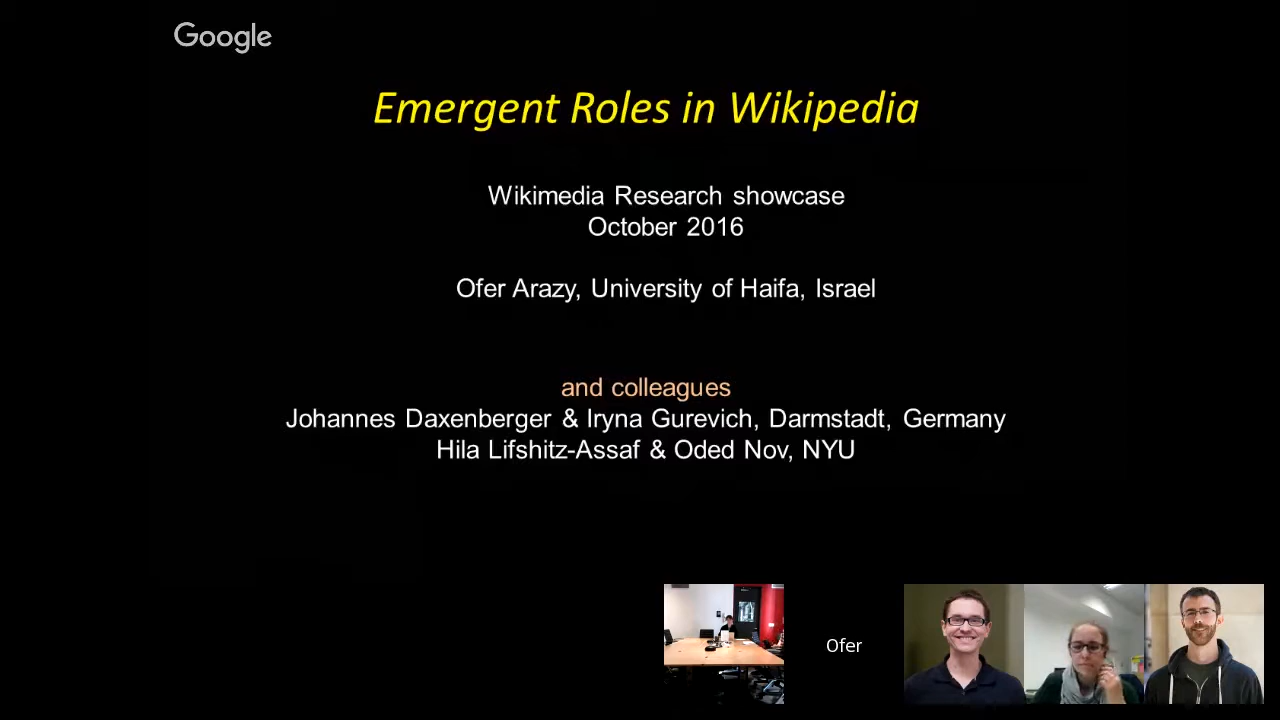 Google
Emergent Roles in Wikipedia
Wikimedia Research showcase
October 2016
Ofer Arazy, University of Haifa, Israel
and colleagues
Johannes Daxenberger & Iryna Gurevich, Darmstadt, Germany
Hila Lifshitz-Assaf & Oded Nov, NYU
Ofer